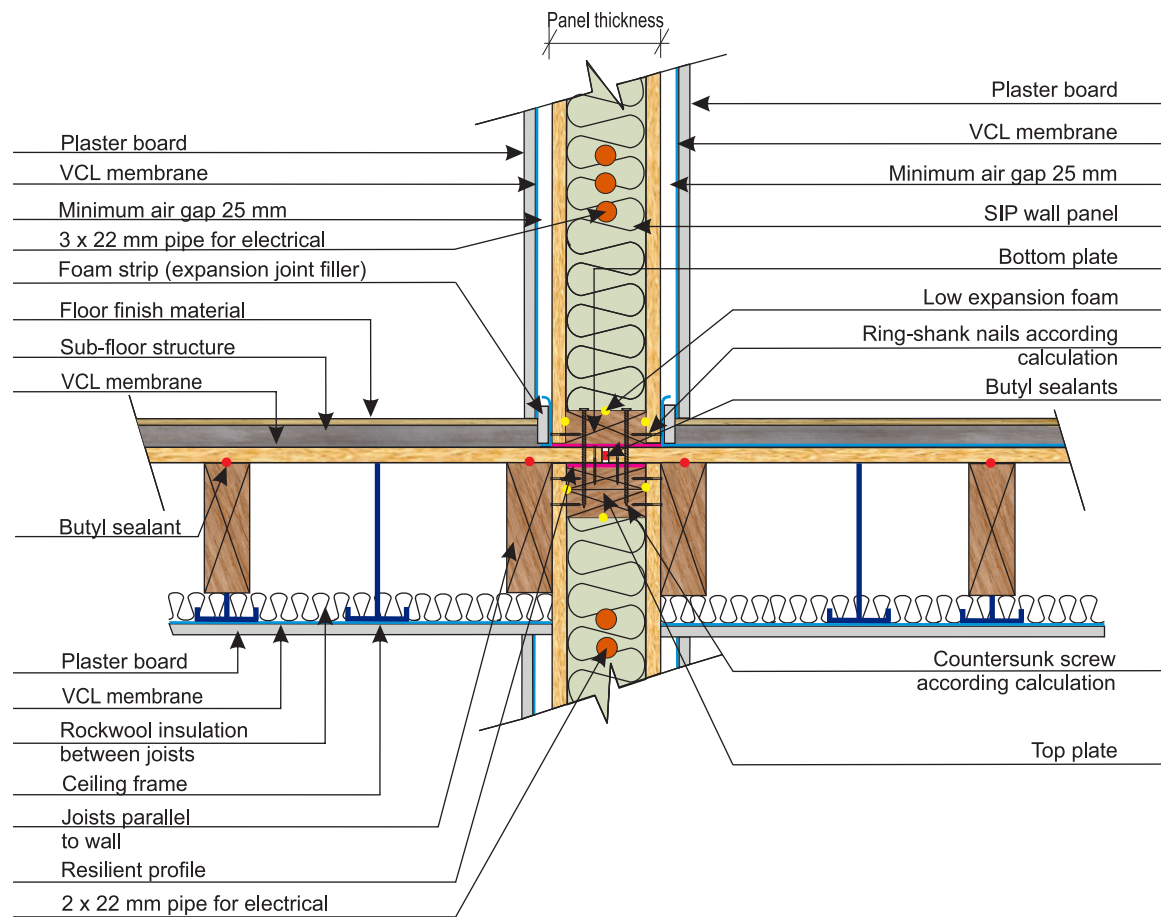 Panel thickness
Plaster board
VCL membrane
Minimum air gap 25 mm
3 x 22 mm pipe for electrical
Foam strip (expansion joint filler)
Floor finish material
Sub-floor structure
VCL membrane
Butyl sealant
Plaster board
VCL membrane
Rockwool insulation
between joists
Ceiling frame
Joists parallel
to wall
Resilient profile
2 x 22 mm pipe for electrical
Plaster board
VCL membrane
Minimum air gap 25 mm
SIP wall panel
Bottom plate
Low expansion foam
Ring-shank nails according
calculation
Butyl sealants
Countersunk screw
according calculation
Top plate